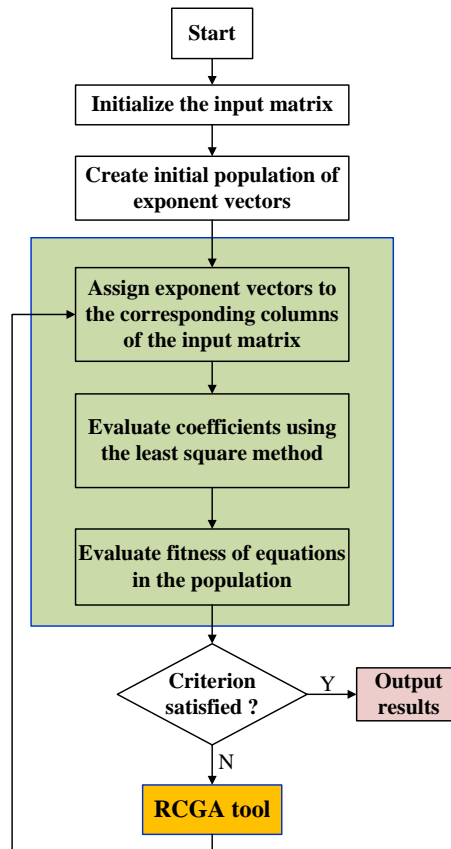 Start
Initialize the input matrix
Create initial population of
exponent vectors
Assign exponent vectors to
the corresponding columns
of the input matrix
Evaluate coefficients using
the least square method
Evaluate fitness of equations
in the population
Criterion
satisfied ?
Y
Output
results
N
RCGA tool